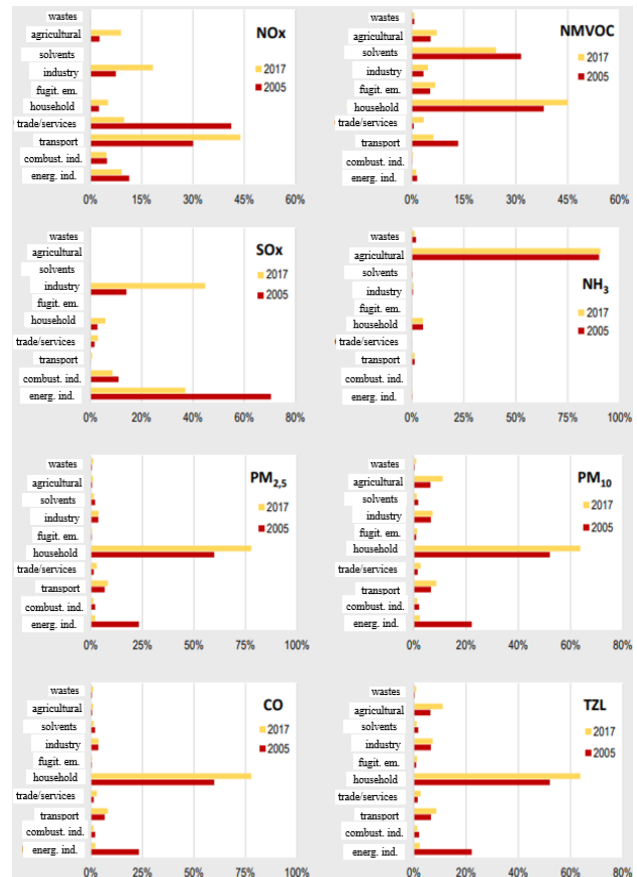 wastes
agricultural
solvents
industry
fugit. em.
household
trade/services
transport
combust. ind.
energ. ind.
NOx
2017
2005
0% 15% 30% 45% 60%
wastes
agricultural
solvents
industry
fugit. em.
household
trade/services
transport
combust. ind.
energ. ind.
NMVOC
2017
2005
0% 15% 30% 45% 60%
wastes
agricultural
solvents
industry
fugit. em.
household
trade/services
transport
combust. ind.
energ. ind.
SOx
2017
2005
0% 20% 40% 60% 80%
wastes
agricultural
solvents
industry
fugit. em.
household
trade/services
transport
combust. ind.
energ. ind.
NH3
2017
2005
0% 25% 50% 75% 100%
wastes
agricultural
solvents
industry
fugit. em.
household
trade/services
transport
combust. ind.
energ. ind.
PM2,5
2017
2005
0% 25% 50% 75% 100%
wastes
agricultural
solvents
industry
fugit. em.
household
trade/services
transport
combust. ind.
energ. ind.
PM10
2017
2005
0% 20% 40% 60% 80%
wastes
agricultural
solvents
industry
fugit. em.
household
trade/services
transport
combust. ind.
energ. ind.
CO
2017
2005
0% 25% 50% 75% 100%
wastes
agricultural
solvents
industry
fugit. em.
household
trade/services
transport
combust. ind.
energ. ind.
TZL
2017
2005
0% 20% 40% 60% 80%